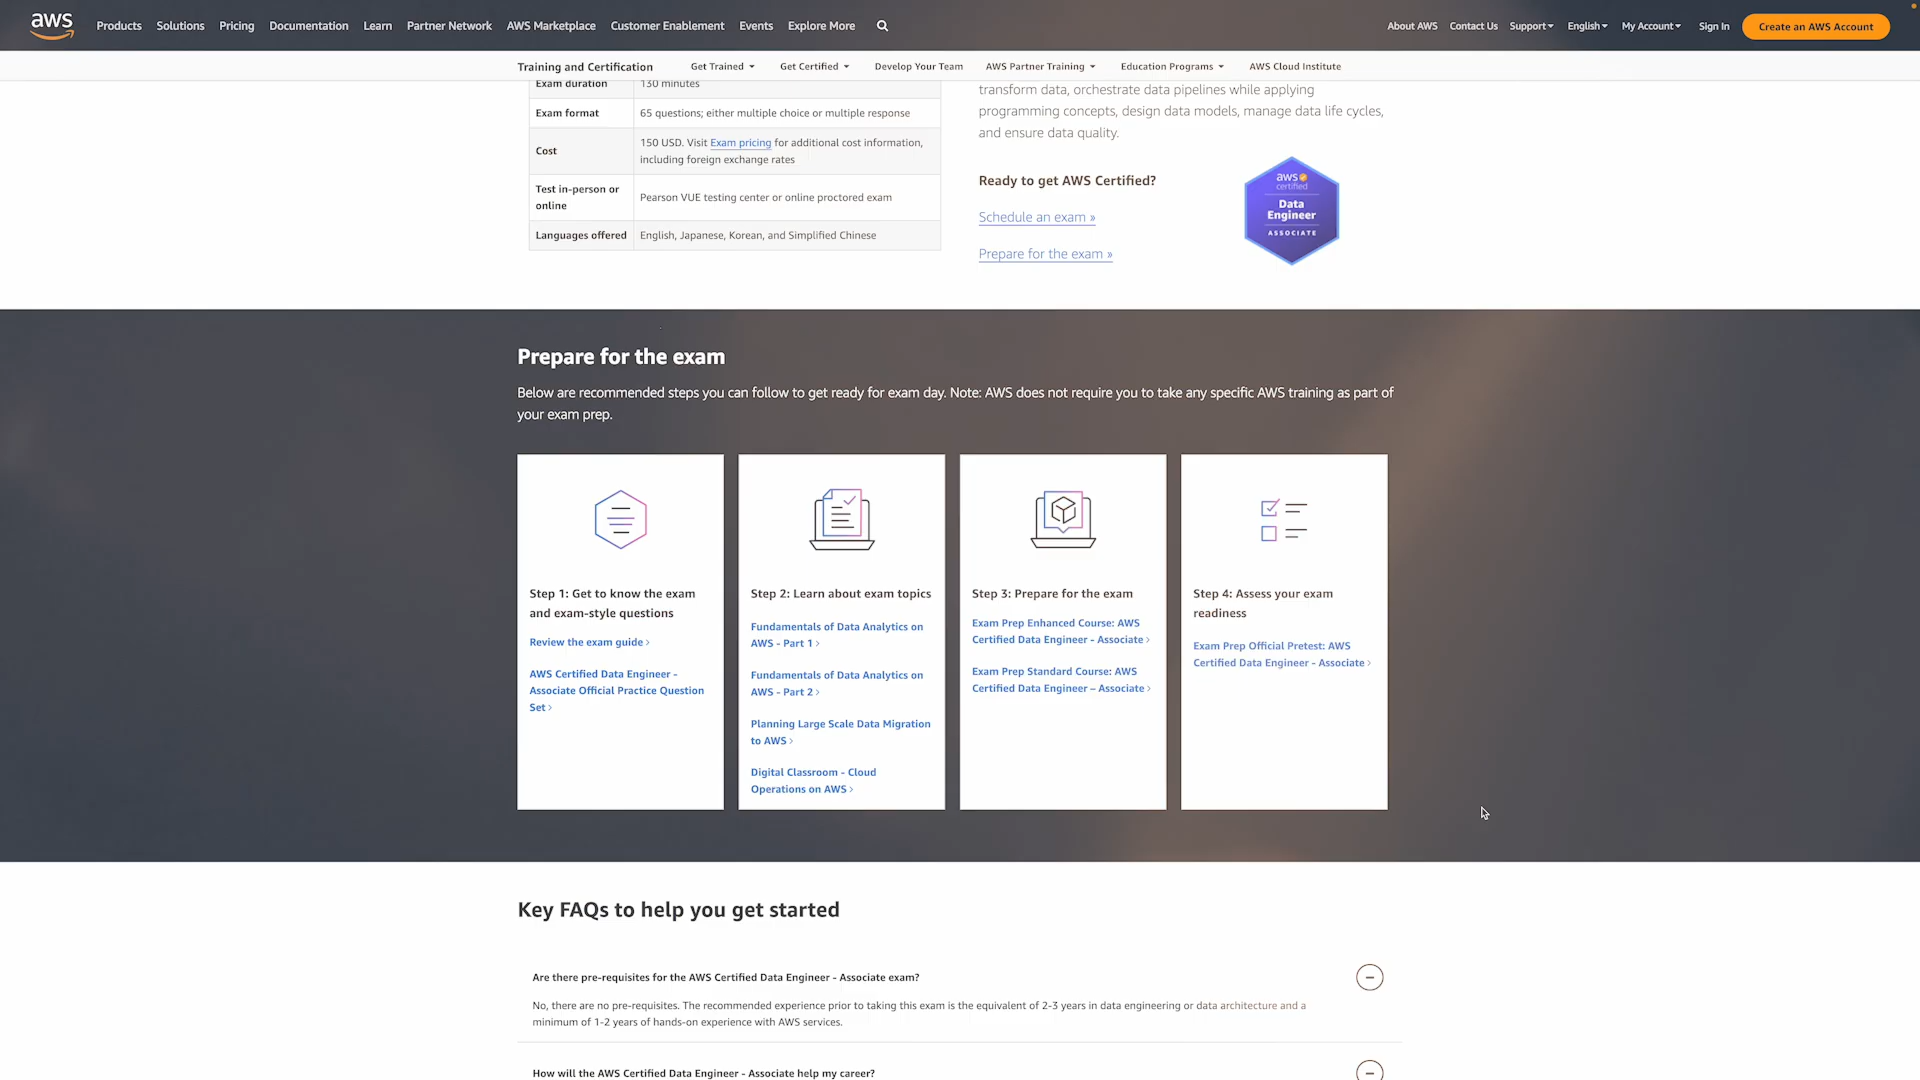 aws
Products
Solutions
Pricing
Documentation
Learn
Partner Network
AWS Marketplace
Customer Enablement
Events
Explore More
About AWS
Contact Us
Support
English
My Account
Sign In
Create an AWS Account
Training and Certification
Get Trained
Get Certified
Develop Your Team
AWS Partner Training
Education Programs
AWS Cloud Institute
Exam duration
130 minutes
Exam format
65 questions; either multiple choice or multiple response
Cost
150 USD. Visit Exam pricing for additional cost information,
including foreign exchange rates
Test in-person or
online
Pearson VUE testing center or online proctored exam
Languages offered
English, Japanese, Korean, and Simplified Chinese
transform data, orchestrate data pipelines while applying
programming concepts, design data models, manage data life cycles,
and ensure data quality.
Ready to get AWS Certified?
Schedule an exam »
Prepare for the exam »
aws
certified
Data
Engineer
ASSOCIATE
Prepare for the exam
Below are recommended steps you can follow to get ready for exam day. Note: AWS does not require you to take any specific AWS training as part of
your exam prep.
Step 1: Get to know the exam
and exam-style questions
Review the exam guide ›
AWS Certified Data Engineer -
Associate Official Practice Question
Set ›
Step 2: Learn about exam topics
Fundamentals of Data Analytics on
AWS - Part 1 ›
Fundamentals of Data Analytics on
AWS - Part 2 ›
Planning Large Scale Data Migration
to AWS ›
Digital Classroom - Cloud
Operations on AWS ›
Step 3: Prepare for the exam
Exam Prep Enhanced Course: AWS
Certified Data Engineer - Associate ›
Exam Prep Standard Course: AWS
Certified Data Engineer – Associate ›
Step 4: Assess your exam
readiness
Exam Prep Official Pretest: AWS
Certified Data Engineer - Associate ›
Key FAQs to help you get started
Are there pre-requisites for the AWS Certified Data Engineer - Associate exam?
No, there are no pre-requisites. The recommended experience prior to taking this exam is the equivalent of 2-3 years in data engineering or data architecture and a
minimum of 1-2 years of hands-on experience with AWS services.
How will the AWS Certified Data Engineer - Associate help my career?